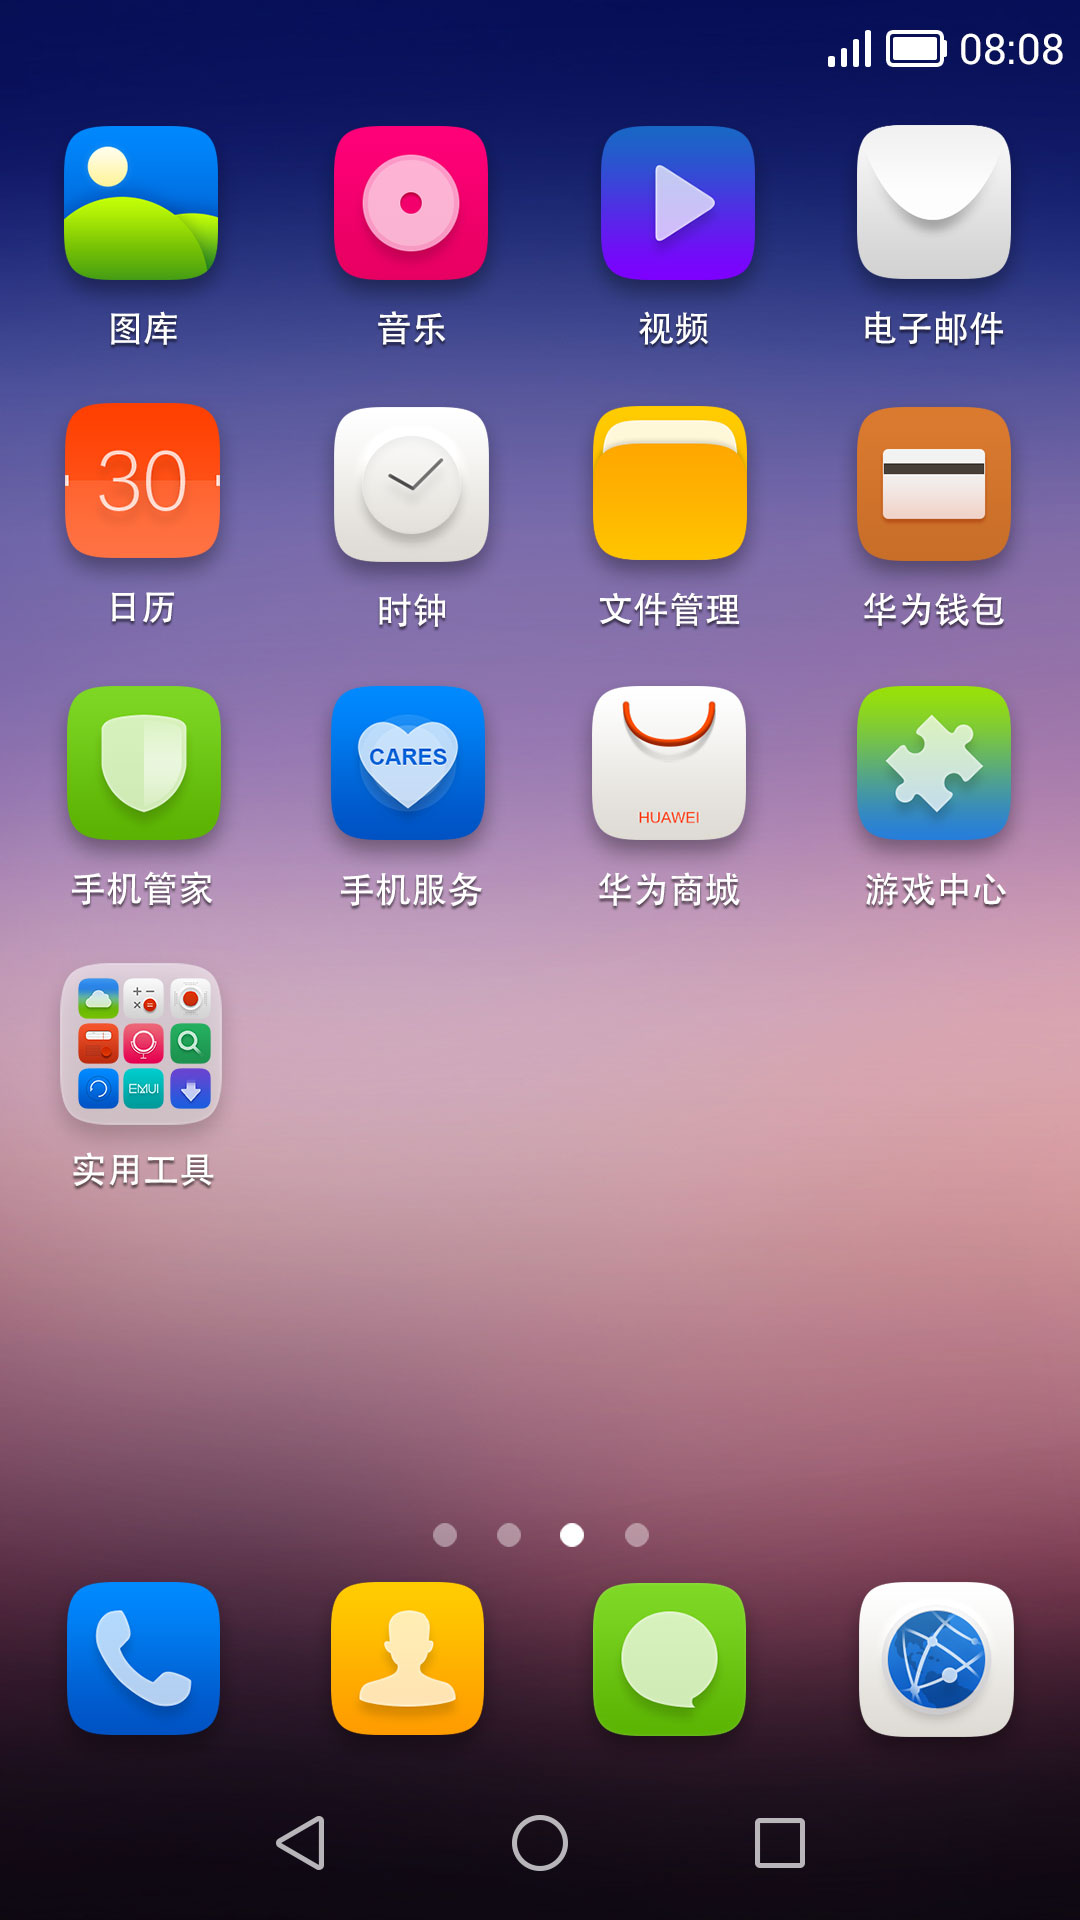 08:08
图库 音乐 视频 电子邮件
30
日历 时钟 文件管理 华为钱包
CARES
HUAWEI
手机管家 手机服务 华为商城 游戏中心
EMUI
实用工具